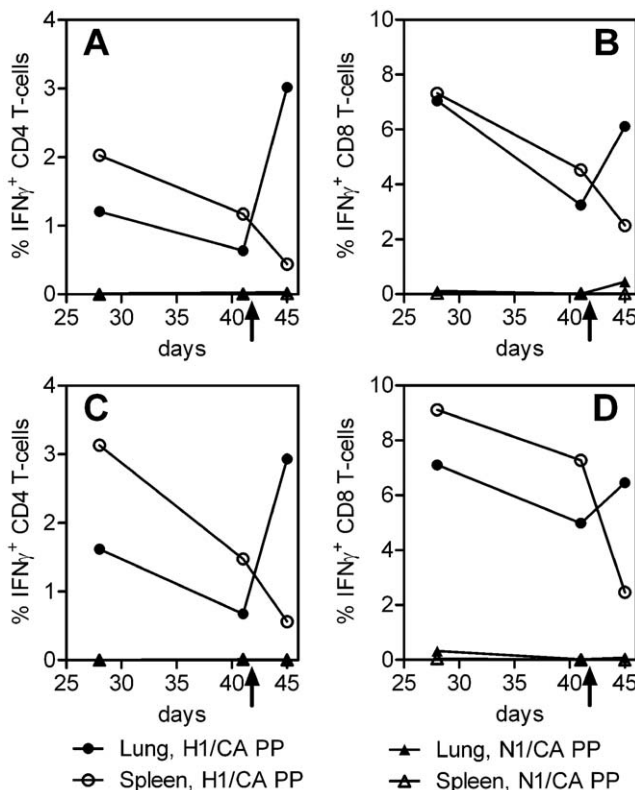 A
B
% IFNγ⁺ CD4 T-cells
% IFNγ⁺ CD8 T-cells
4
3
2
1
0
10
8
6
4
2
0
25 30 35 40 45
25 30 35 40 45
days
days
C
D
% IFNγ⁺ CD4 T-cells
% IFNγ⁺ CD8 T-cells
4
3
2
1
0
10
8
6
4
2
0
25 30 35 40 45
25 30 35 40 45
days
days
Lung, H1/CA PP
Lung, N1/CA PP
Spleen, H1/CA PP
Spleen, N1/CA PP